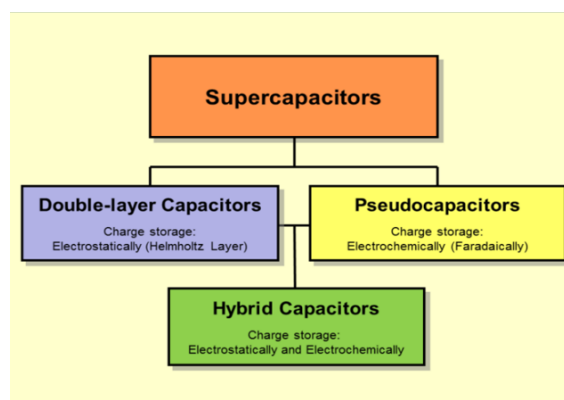 Supercapacitors
Double-layer Capacitors
Charge storage:
Electrostatically (Helmholtz Layer)
Pseudocapacitors
Charge storage:
Electrochemically (Faradaically)
Hybrid Capacitors
Charge storage:
Electrostatically and Electrochemically